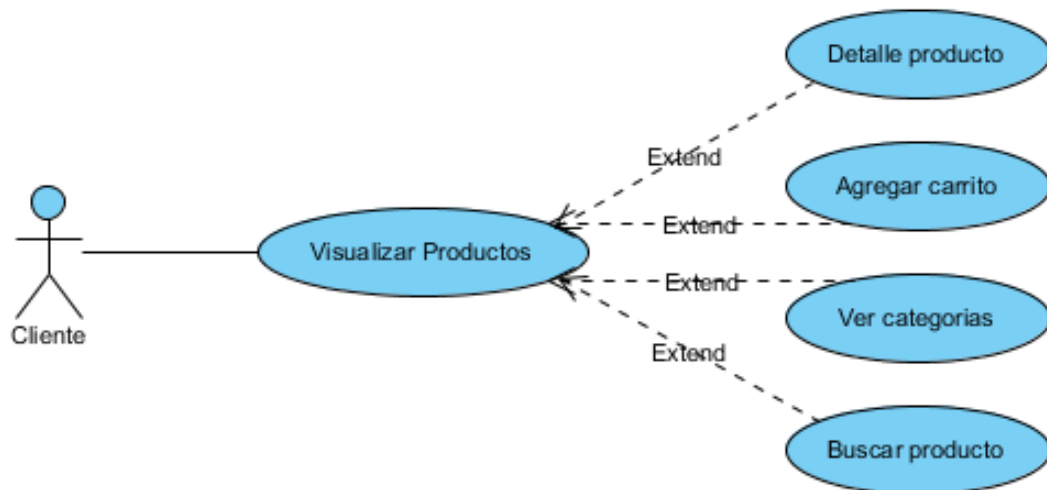 Detalle producto
Extend
Agregar carrito
Extend
Visualizar Productos
Extend
Ver categorias
Cliente
Extend
Buscar producto